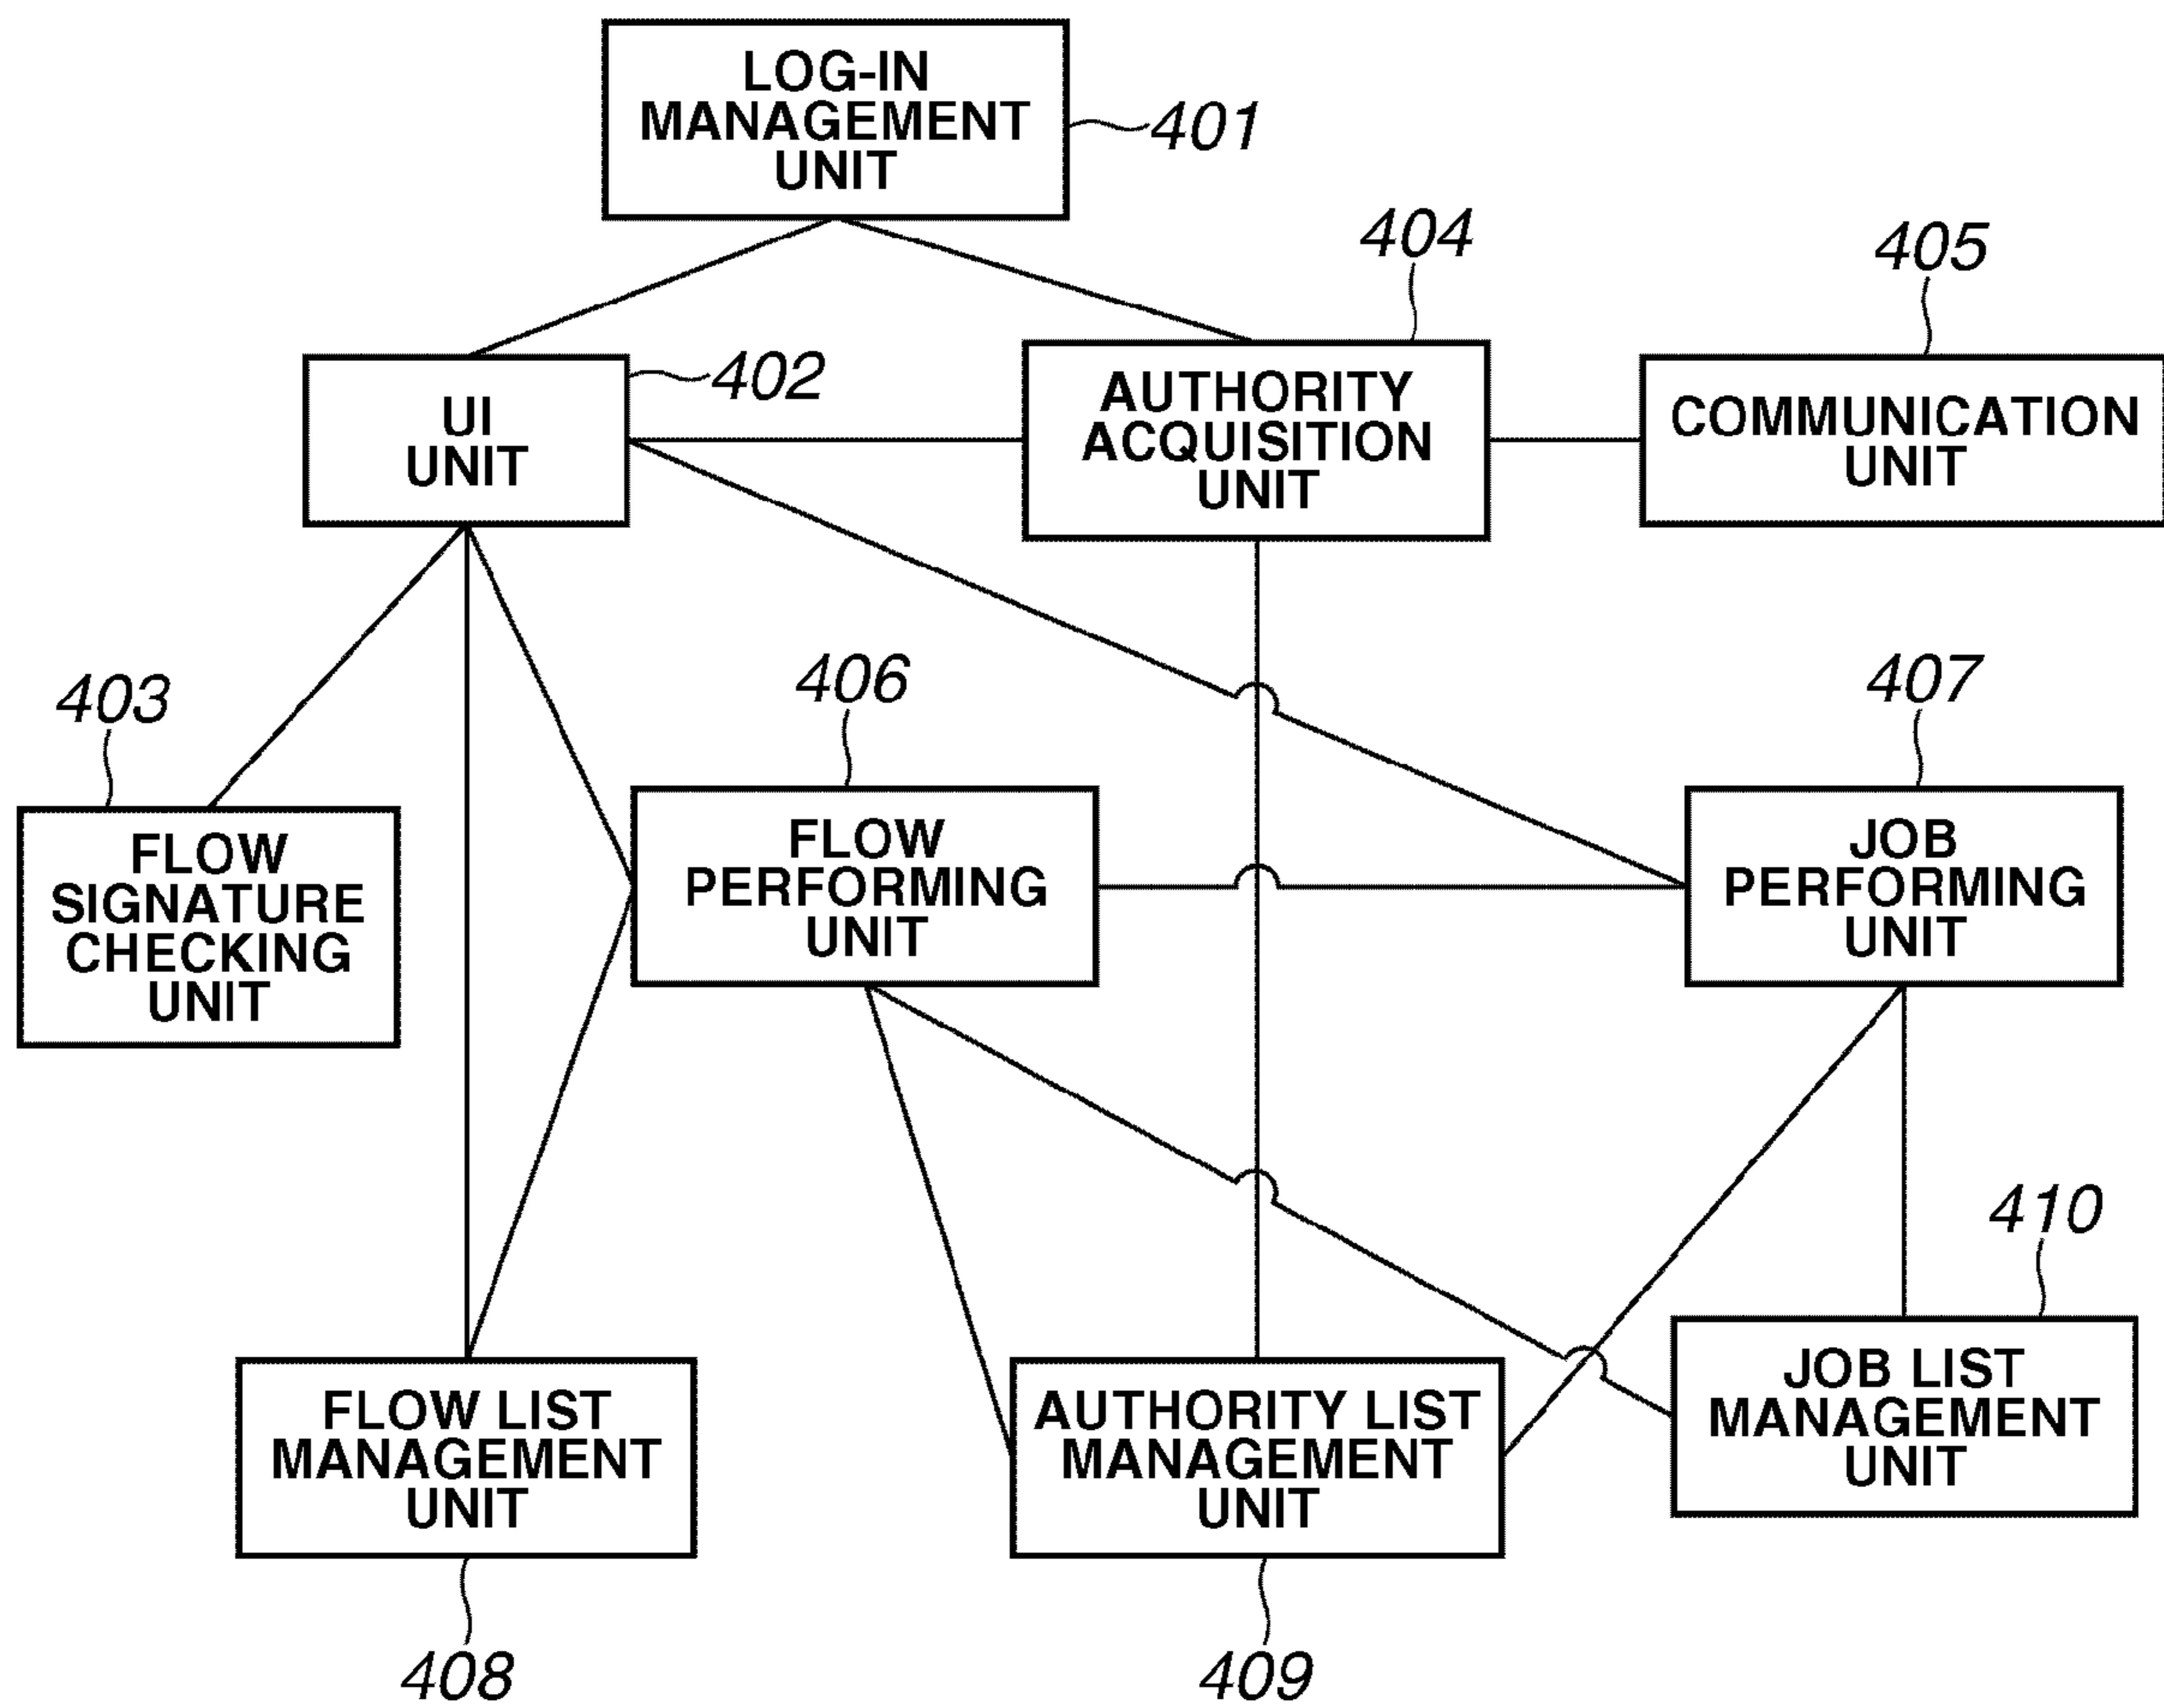 LOG-IN
MANAGEMENT
UNIT
401
404
405
UI
UNIT
402
AUTHORITY
ACQUISITION
UNIT
COMMUNICATION
UNIT
403
406
407
FLOW
SIGNATURE
CHECKING
UNIT
FLOW
PERFORMING
UNIT
JOB
PERFORMING
UNIT
410
FLOW LIST
MANAGEMENT
UNIT
AUTHORITY LIST
MANAGEMENT
UNIT
JOB LIST
MANAGEMENT
UNIT
408
409